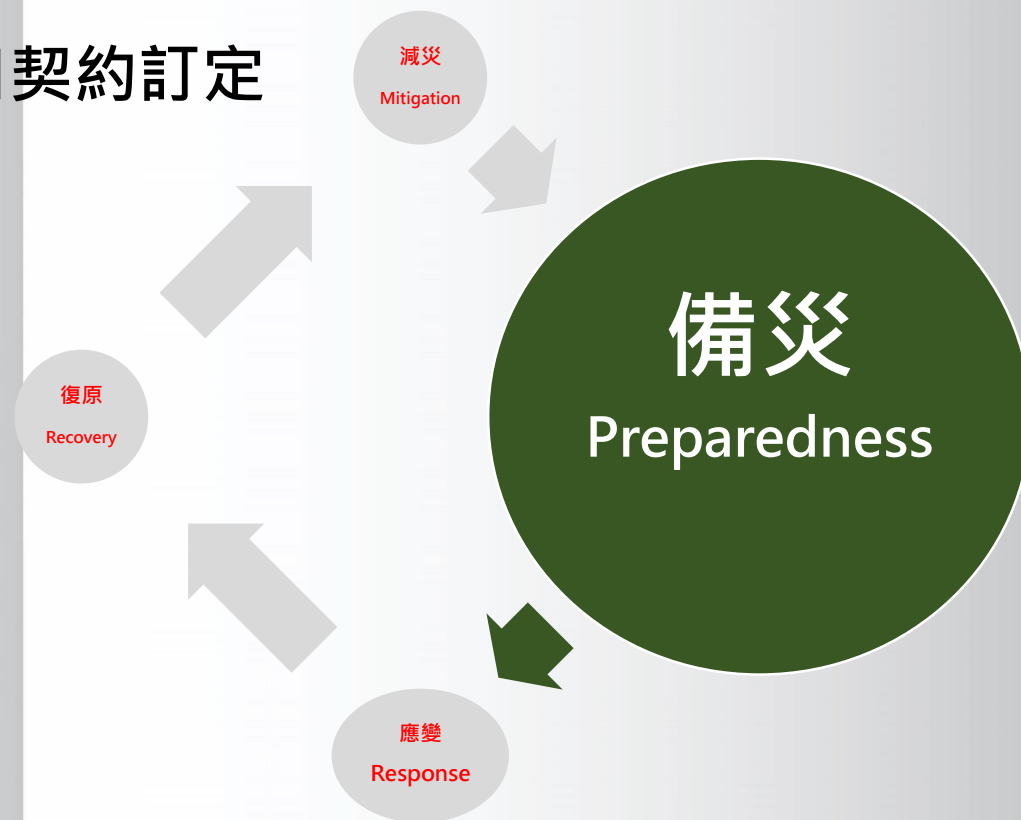 契約訂定
減災
Mitigation
備災
Preparedness
復原
Recovery
應變
Response